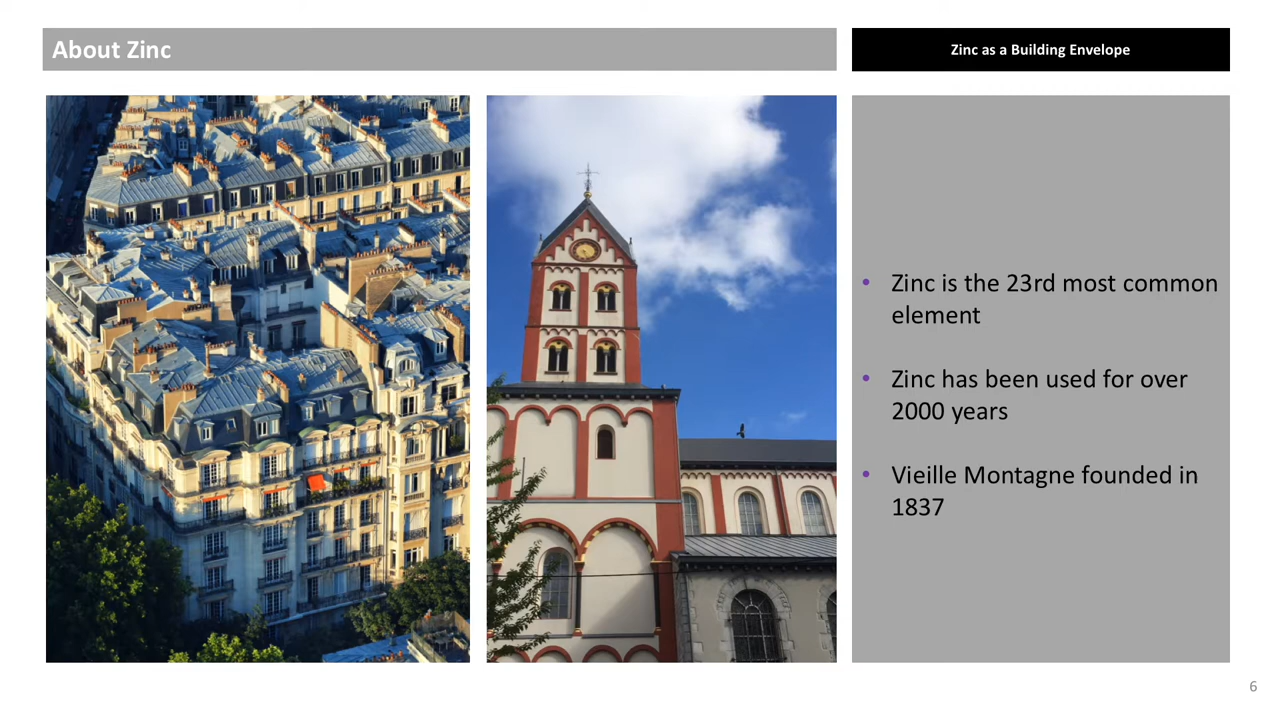 About Zinc
Zinc as a Building Envelope
• Zinc is the 23rd most common
element
• Zinc has been used for over
2000 years
• Vieille Montagne founded in
1837
6